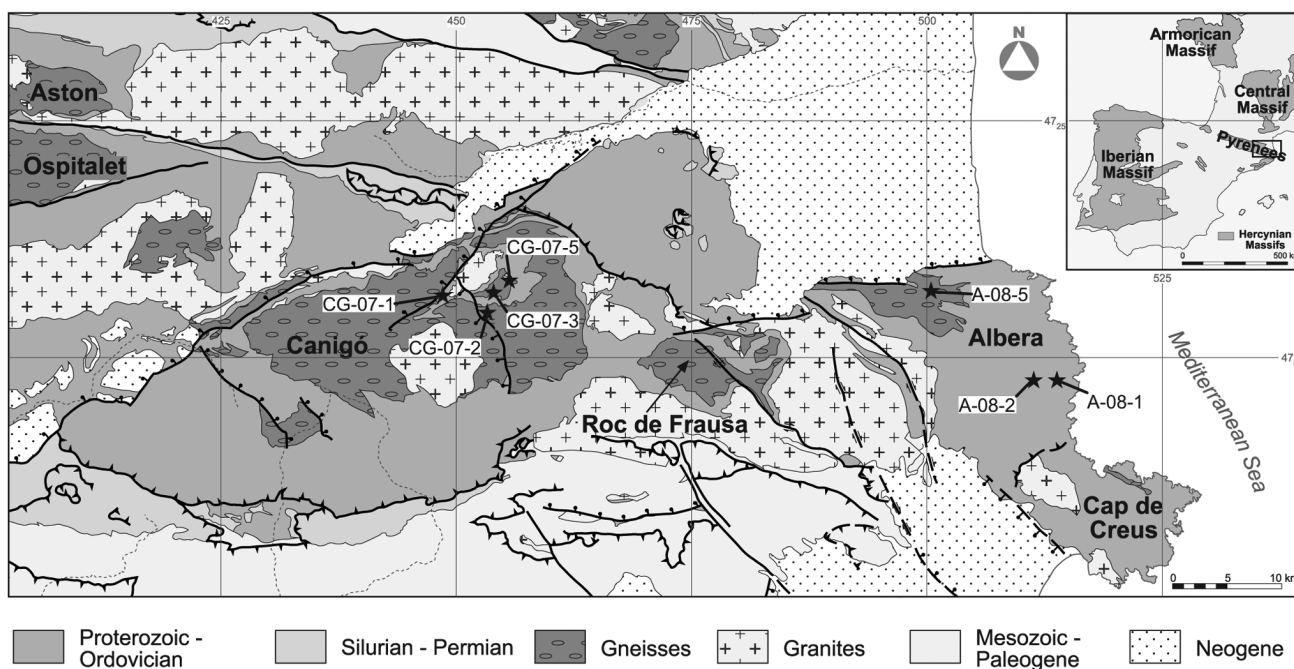 425
450
475
500
Armorican
Massif
Central
Massif
Pyrenees
Iberian
Massif
Hercynian
Massifs
0
500 km
N
4725
Aston
Ospitalet
CG-07-5
CG-07-1
CG-07-3
CG-07-2
Canigó
A-08-5
Albera
525
47
A-08-2
A-08-1
Roc de Frausa
Mediterranean Sea
Cap de
Creus
0 5 10 km
Proterozoic -
Ordovician
Silurian - Permian
Gneisses
Granites
Mesozoic -
Paleogene
Neogene